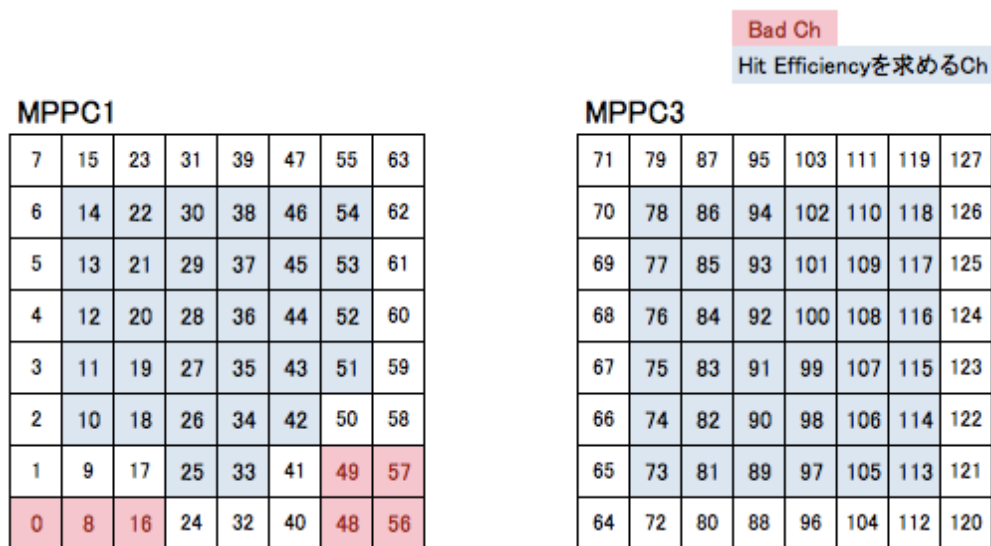 Bad Ch
Hit Efficiencyを求めるCh
MPPC1
7 15 23 31 39 47 55 63
6 14 22 30 38 46 54 62
5 13 21 29 37 45 53 61
4 12 20 28 36 44 52 60
3 11 19 27 35 43 51 59
2 10 18 26 34 42 50 58
1 9 17 25 33 41 49 57
0 8 16 24 32 40 48 56
MPPC3
71 79 87 95 103 111 119 127
70 78 86 94 102 110 118 126
69 77 85 93 101 109 117 125
68 76 84 92 100 108 116 124
67 75 83 91 99 107 115 123
66 74 82 90 98 106 114 122
65 73 81 89 97 105 113 121
64 72 80 88 96 104 112 120